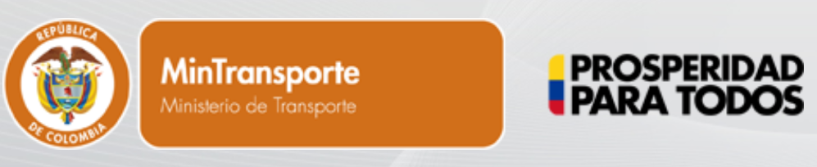 REPÚBLICA
DE COLOMBIA
MinTransporte
Ministerio de Transporte
PROSPERIDAD
PARA TODOS